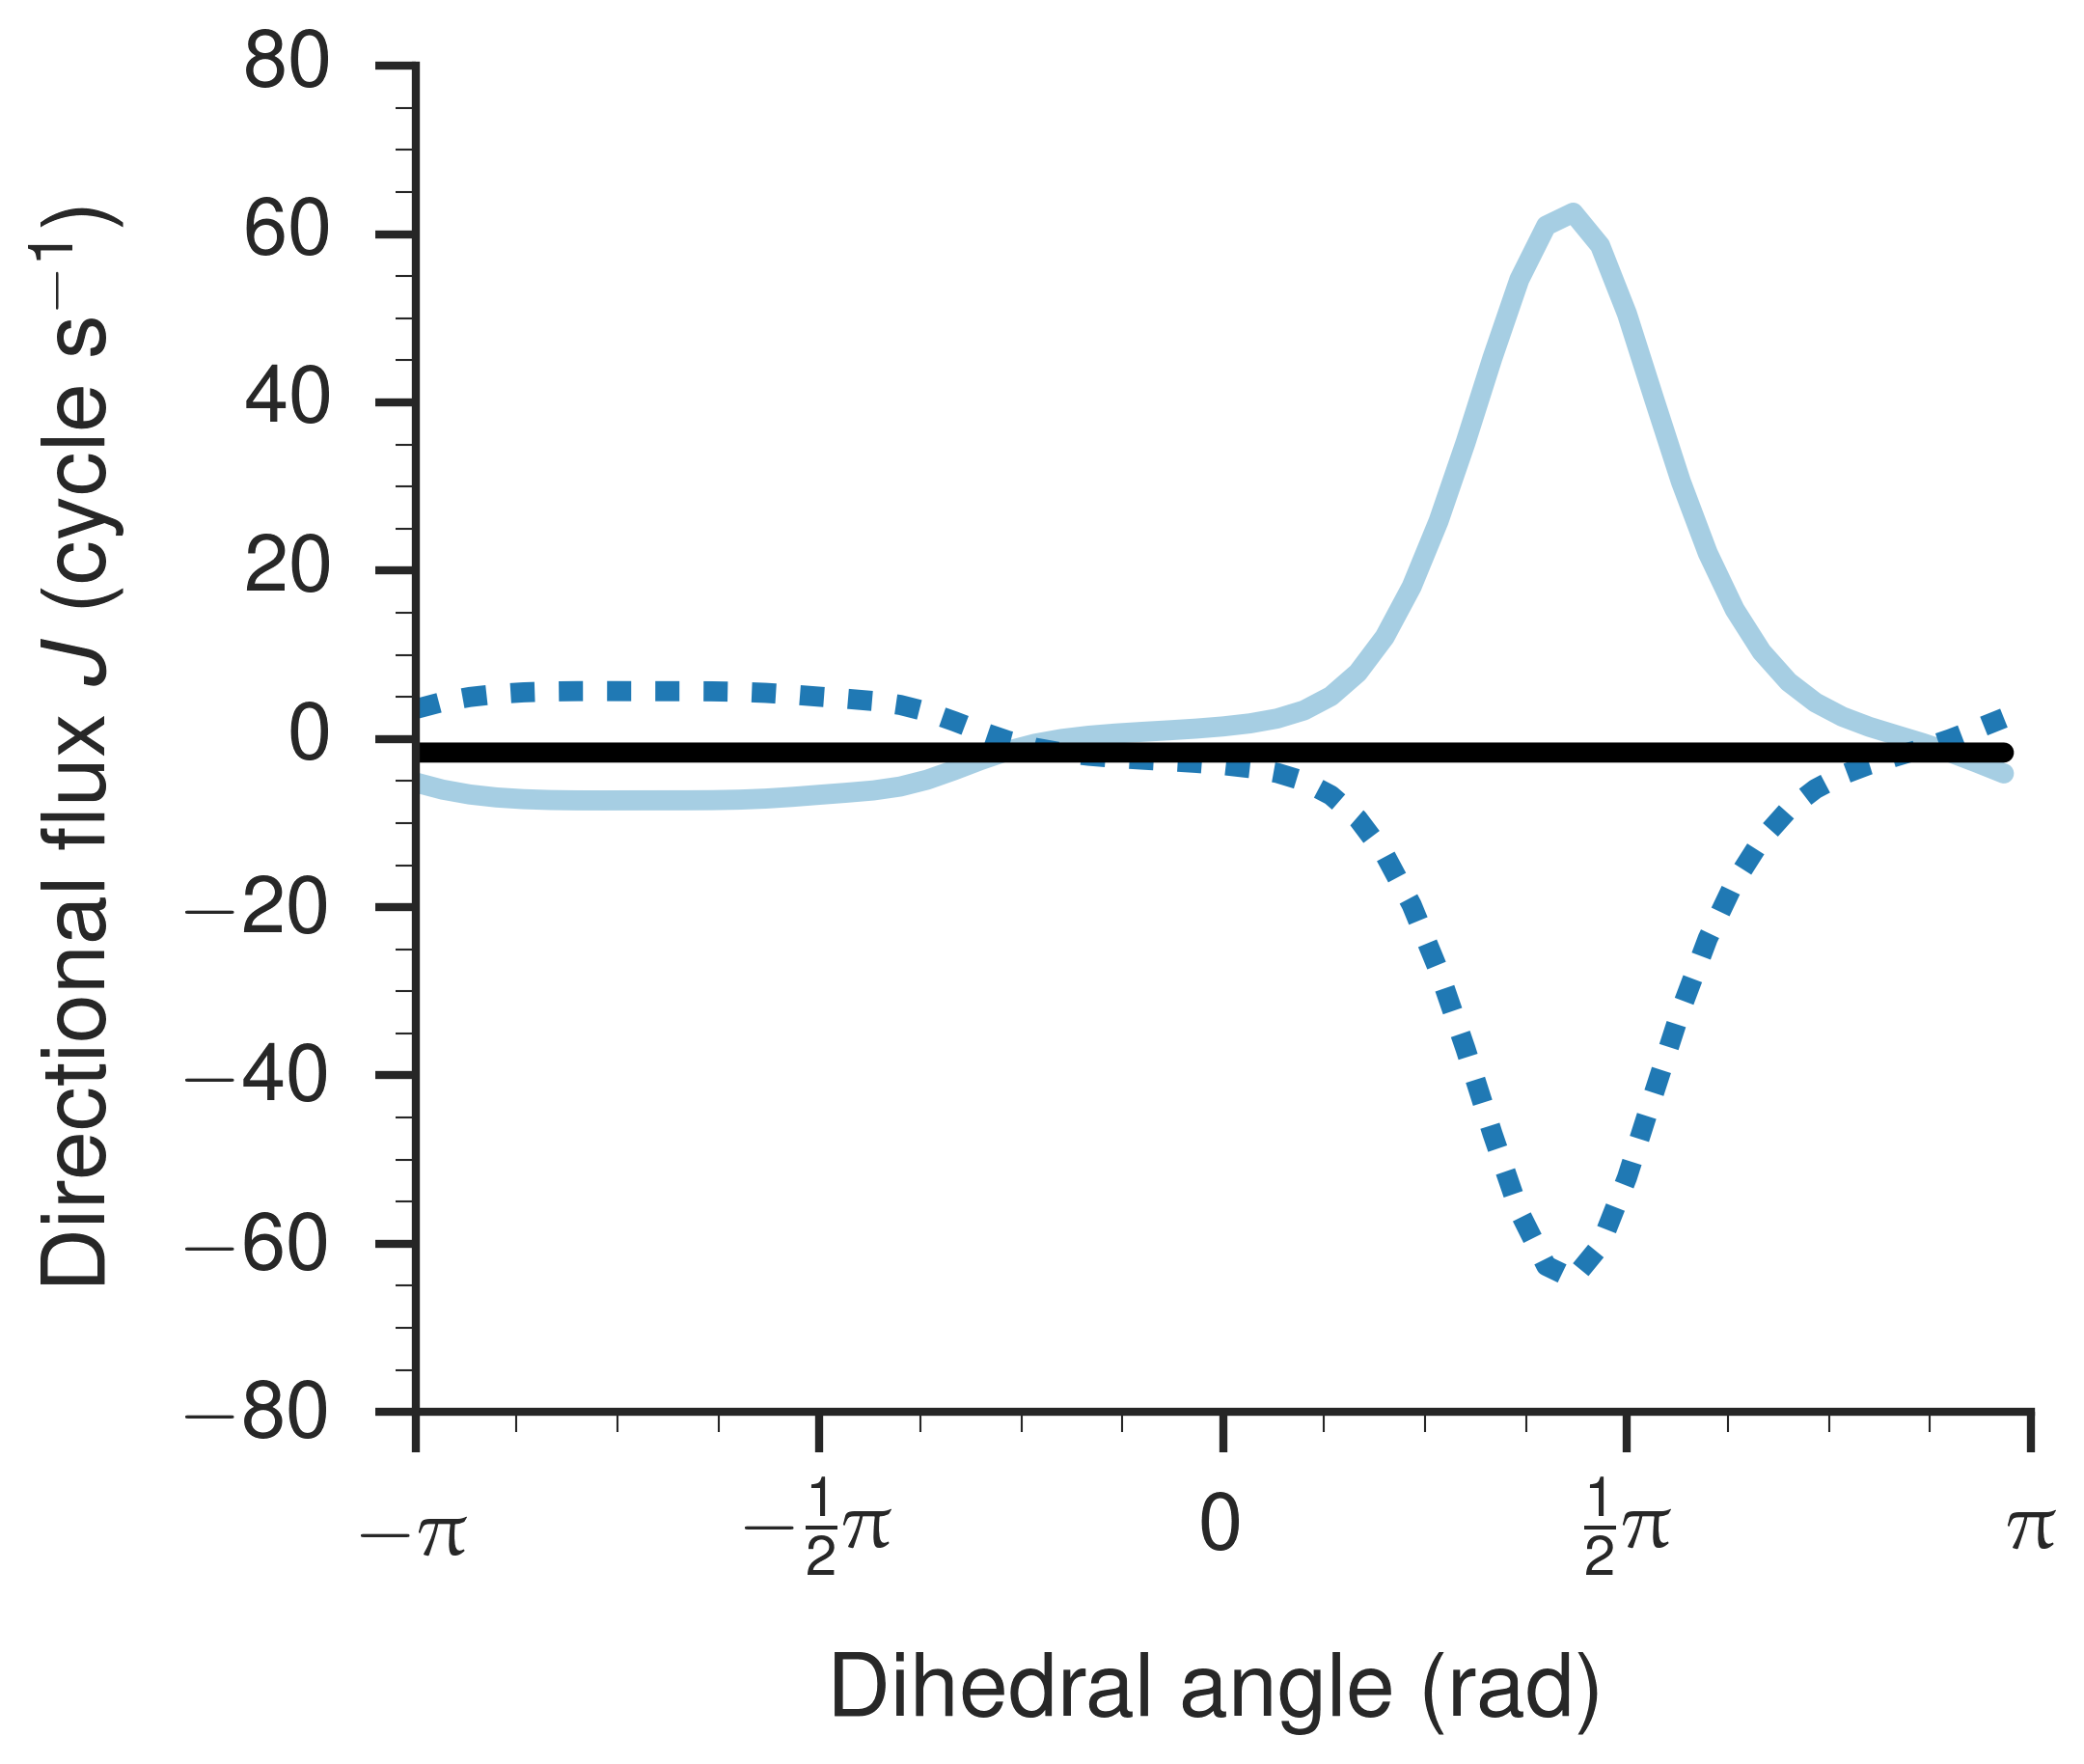 Directional flux J (cycle s⁻¹)
80
60
40
20
0
−20
−40
−60
−80
−π
−½π
0
½π
π
Dihedral angle (rad)